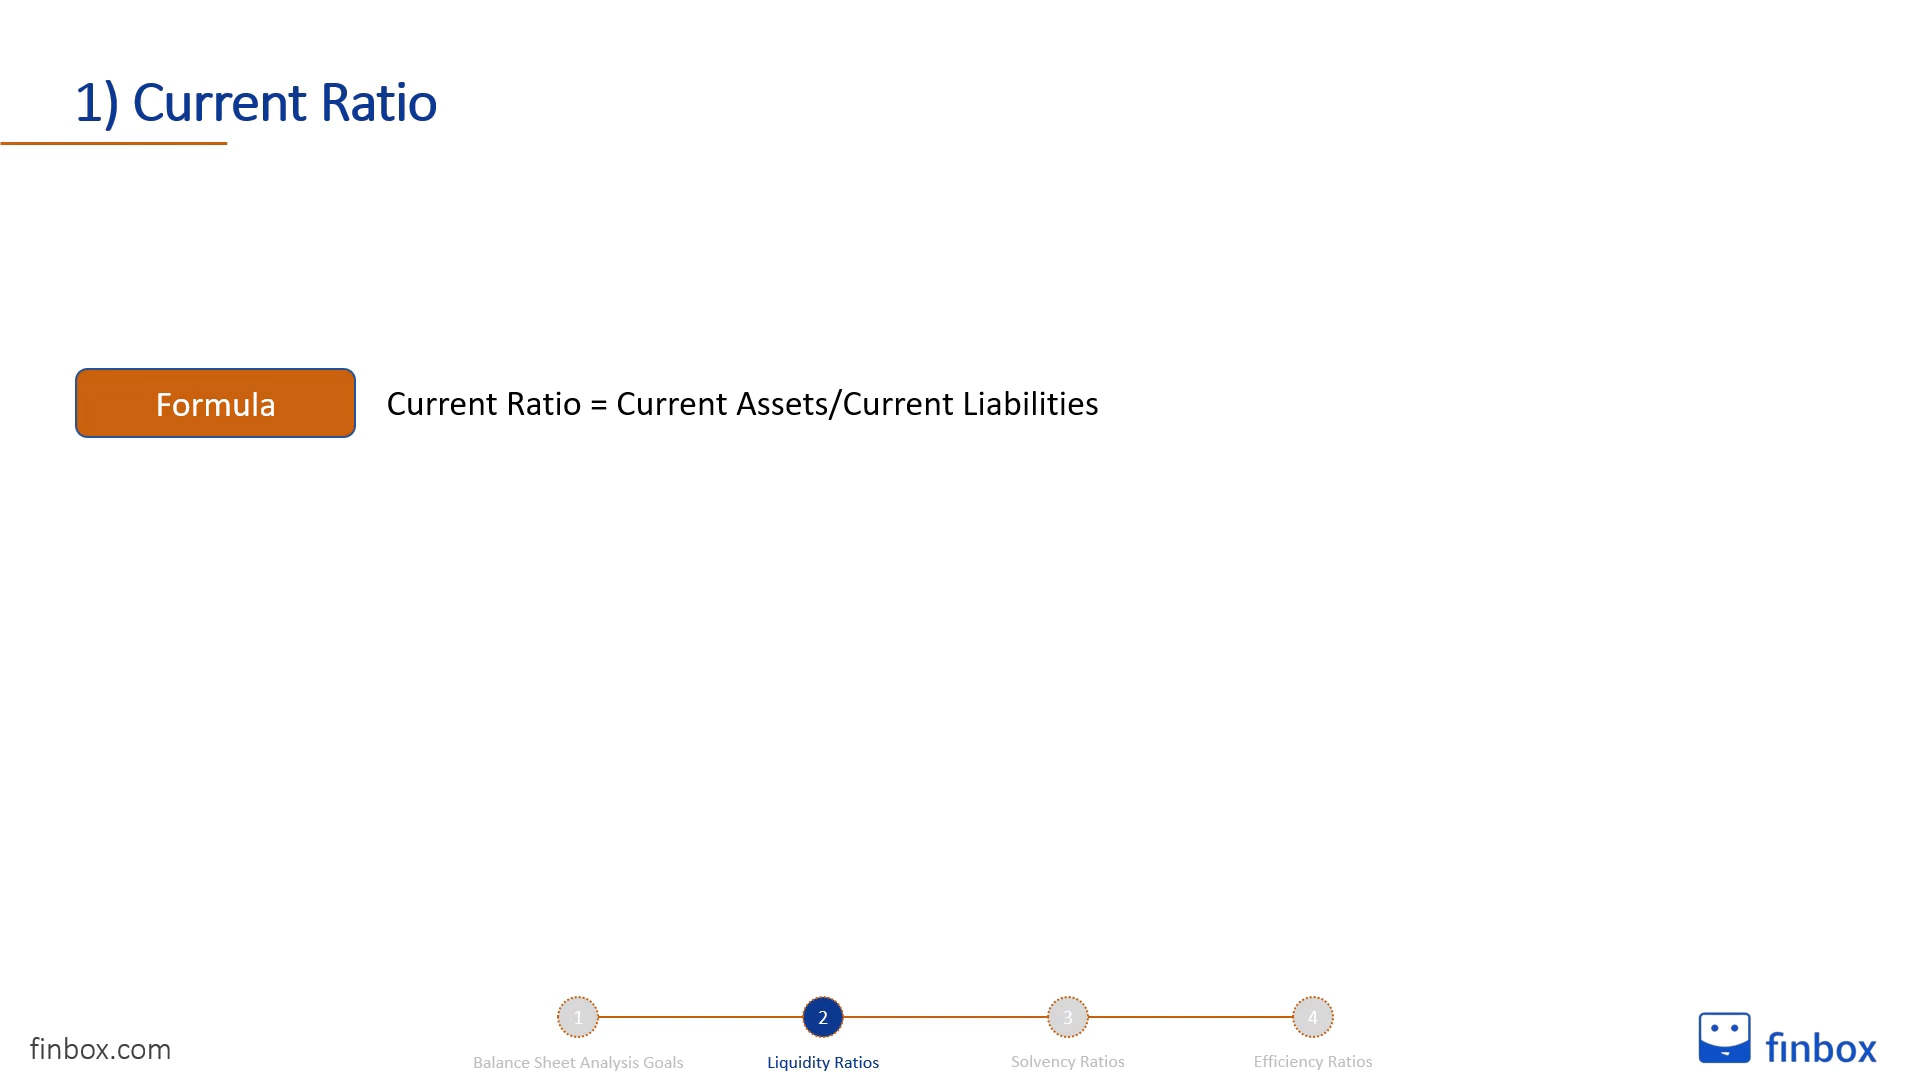 1) Current Ratio
Formula
Current Ratio = Current Assets/Current Liabilities
1
2
3
4
Balance Sheet Analysis Goals
Liquidity Ratios
Solvency Ratios
Efficiency Ratios
finbox.com
finbox